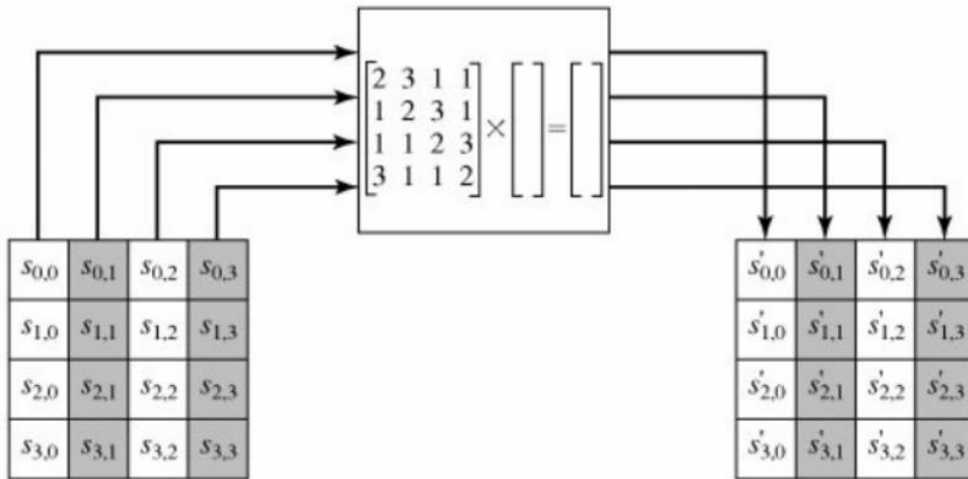 2 3 1 1
1 2 3 1
1 1 2 3
3 1 1 2
× =
s0,0 s0,1 s0,2 s0,3
s1,0 s1,1 s1,2 s1,3
s2,0 s2,1 s2,2 s2,3
s3,0 s3,1 s3,2 s3,3
s'0,0 s'0,1 s'0,2 s'0,3
s'1,0 s'1,1 s'1,2 s'1,3
s'2,0 s'2,1 s'2,2 s'2,3
s'3,0 s'3,1 s'3,2 s'3,3